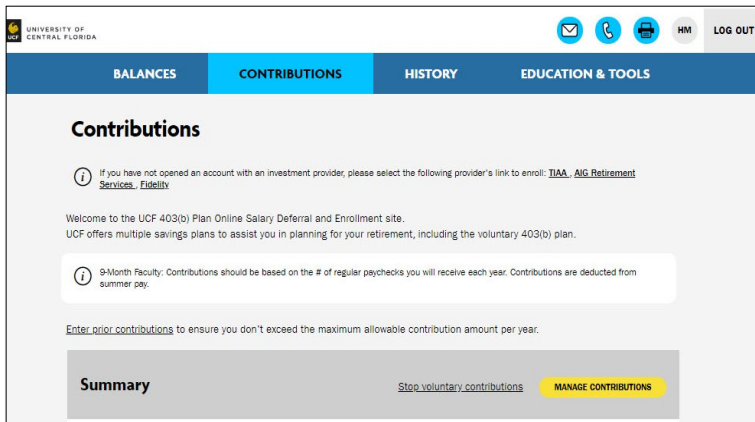 UCF
UNIVERSITY OF
CENTRAL FLORIDA
HM
LOG OUT
BALANCES
CONTRIBUTIONS
HISTORY
EDUCATION & TOOLS
Contributions
If you have not opened an account with an investment provider, please select the following provider's link to enroll: TIAA , AIG Retirement
Services , Fidelity
Welcome to the UCF 403(b) Plan Online Salary Deferral and Enrollment site.
UCF offers multiple savings plans to assist you in planning for your retirement, including the voluntary 403(b) plan.
9-Month Faculty: Contributions should be based on the # of regular paychecks you will receive each year. Contributions are deducted from
summer pay.
Enter prior contributions to ensure you don't exceed the maximum allowable contribution amount per year.
Summary
Stop voluntary contributions
MANAGE CONTRIBUTIONS